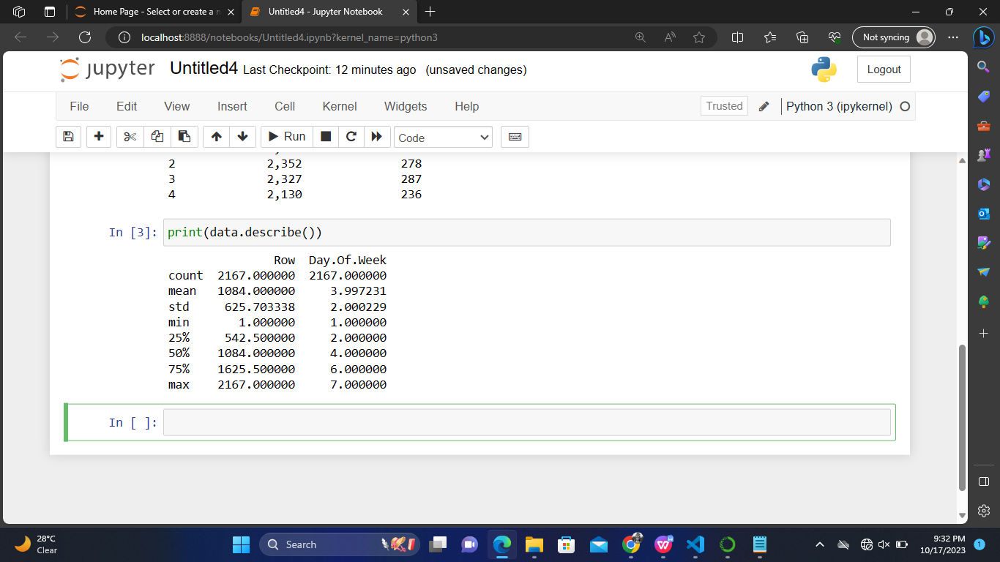 Home Page - Select or create a n
Untitled4 - Jupyter Notebook
localhost:8888/notebooks/Untitled4.ipynb?kernel_name=python3
Not syncing
jupyter Untitled4 Last Checkpoint: 12 minutes ago (unsaved changes)
Logout
File Edit View Insert Cell Kernel Widgets Help
Trusted
Python 3 (ipykernel)
Run
Code
2 2,352 278
3 2,327 287
4 2,130 236
In [3]: print(data.describe())
Row Day.Of.Week
count 2167.000000 2167.000000
mean 1084.000000 3.997231
std 625.703338 2.000229
min 1.000000 1.000000
25% 542.500000 2.000000
50% 1084.000000 4.000000
75% 1625.500000 6.000000
max 2167.000000 7.000000
In [ ]:
28°C
Clear
Search
9:32 PM
10/17/2023
1